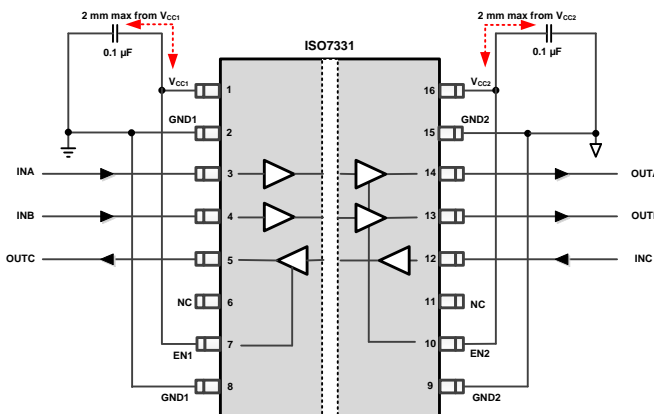 2 mm max from VCC1
2 mm max from VCC2
0.1 µF
0.1 µF
ISO7331
VCC1
1
16
VCC2
GND1
2
15
GND2
INA
3
14
OUTA
INB
4
13
OUT
OUTC
5
12
INC
NC
6
11
NC
EN1
7
10
EN2
GND1
8
9
GND2